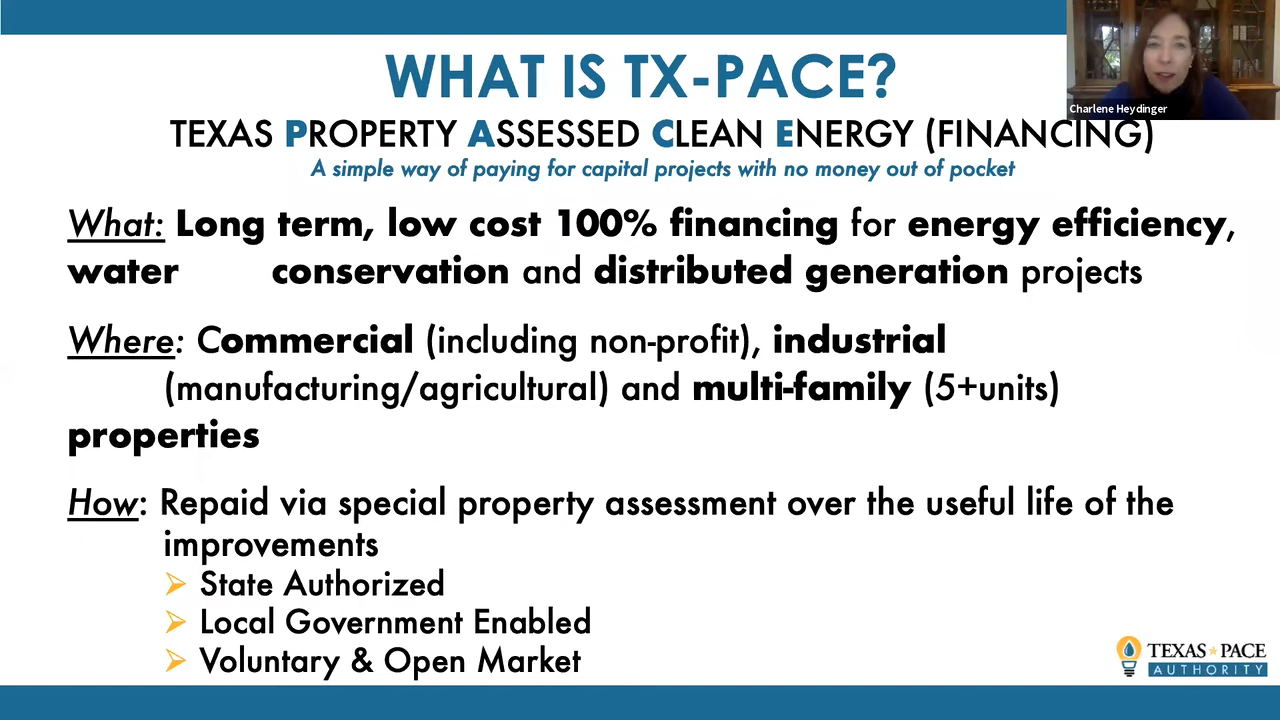 WHAT IS TX-PACE?
Charlene Heydinger
TEXAS PROPERTY ASSESSED CLEAN ENERGY (FINANCING)
A simple way of paying for capital projects with no money out of pocket
What: Long term, low cost 100% financing for energy efficiency,
water conservation and distributed generation projects
Where: Commercial (including non-profit), industrial
(manufacturing/agricultural) and multi-family (5+units)
properties
How: Repaid via special property assessment over the useful life of the
improvements
➢ State Authorized
➢ Local Government Enabled
➢ Voluntary & Open Market
TEXAS★PACE
AUTHORITY